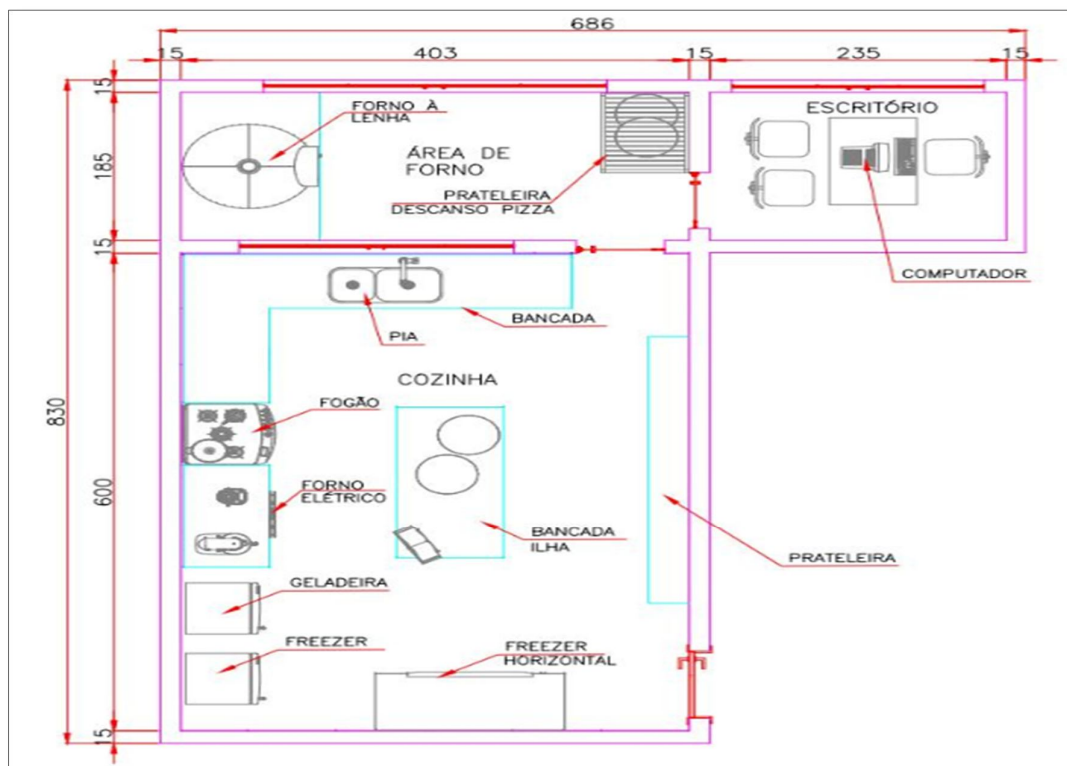 686
15
403
15
235
15
15
FORNO À
LENHA
ÁREA DE
FORNO
ESCRITÓRIO
185
PRATELEIRA
DESCANSO PIZZA
15
COMPUTADOR
BANCADA
PIA
COZINHA
830
FOGÃO
600
FORNO
ELÉTRICO
BANCADA
ILHA
PRATELEIRA
GELADEIRA
FREEZER
FREEZER
HORIZONTAL
15